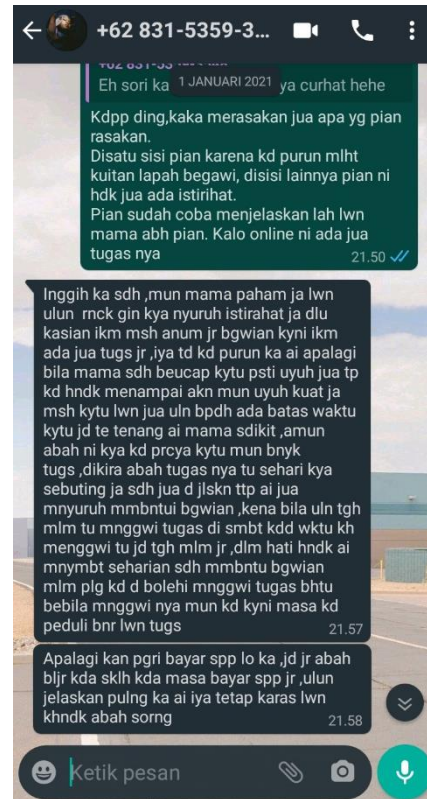 +62 831-5359-3...
Eh sori ka
1 JANUARI 2021
ya curhat hehe
Kdpp ding,kaka merasakan jua apa yg pian
rasakan.
Disatu sisi pian karena kd purun mlht
kuitan lapah begawi, disisi lainnya pian ni
hdk jua ada istirihat.
Pian sudah coba menjelaskan lah lwn
mama abh pian. Kalo online ni ada jua
tugas nya
21.50
Inggih ka sdh ,mun mama paham ja lwn
ulun rnck gin kya nyuruh istirahat ja dlu
kasian ikm msh anum jr bgwian kyni ikm
ada jua tugs jr ,iya td kd purun ka ai apalagi
bila mama sdh beucap kytu psti uyuh jua tp
kd hndk menampai akn mun uyuh kuat ja
msh kytu lwn jua uln bpdh ada batas waktu
kytu jd te tenang ai mama sdikit ,amun
abah ni kya kd prcya kytu mun bnyk
tugs ,dikira abah tugas nya tu sehari kya
sebuting ja sdh jua d jlskn ttp ai jua
mnyuruh mmbntui bgwian ,kena bila uln tgh
mlm tu mnggwi tugas di smbt kdd wktu kh
menggwi tu jd tgh mlm jr ,dlm hati hndk ai
mnymbt seharian sdh mmbntu bgwian
mlm plg kd d bolehi mnggwi tugas bhtu
bebila mnggwi nya mun kd kyni masa kd
peduli bnr lwn tugs
21.57
Apalagi kan pgri bayar spp lo ka ,jd jr abah
bljr kda sklh kda masa bayar spp jr ,ulun
jelaskan pulng ka ai iya tetap karas lwn
khndk abah sorng
21.58
Ketik pesan